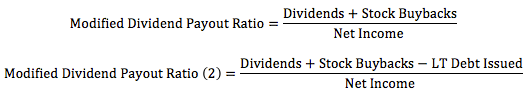 Modified Dividend Payout Ratio = Dividends + Stock Buybacks / Net Income
Modified Dividend Payout Ratio (2) = Dividends + Stock Buybacks − LT Debt Issued / Net Income